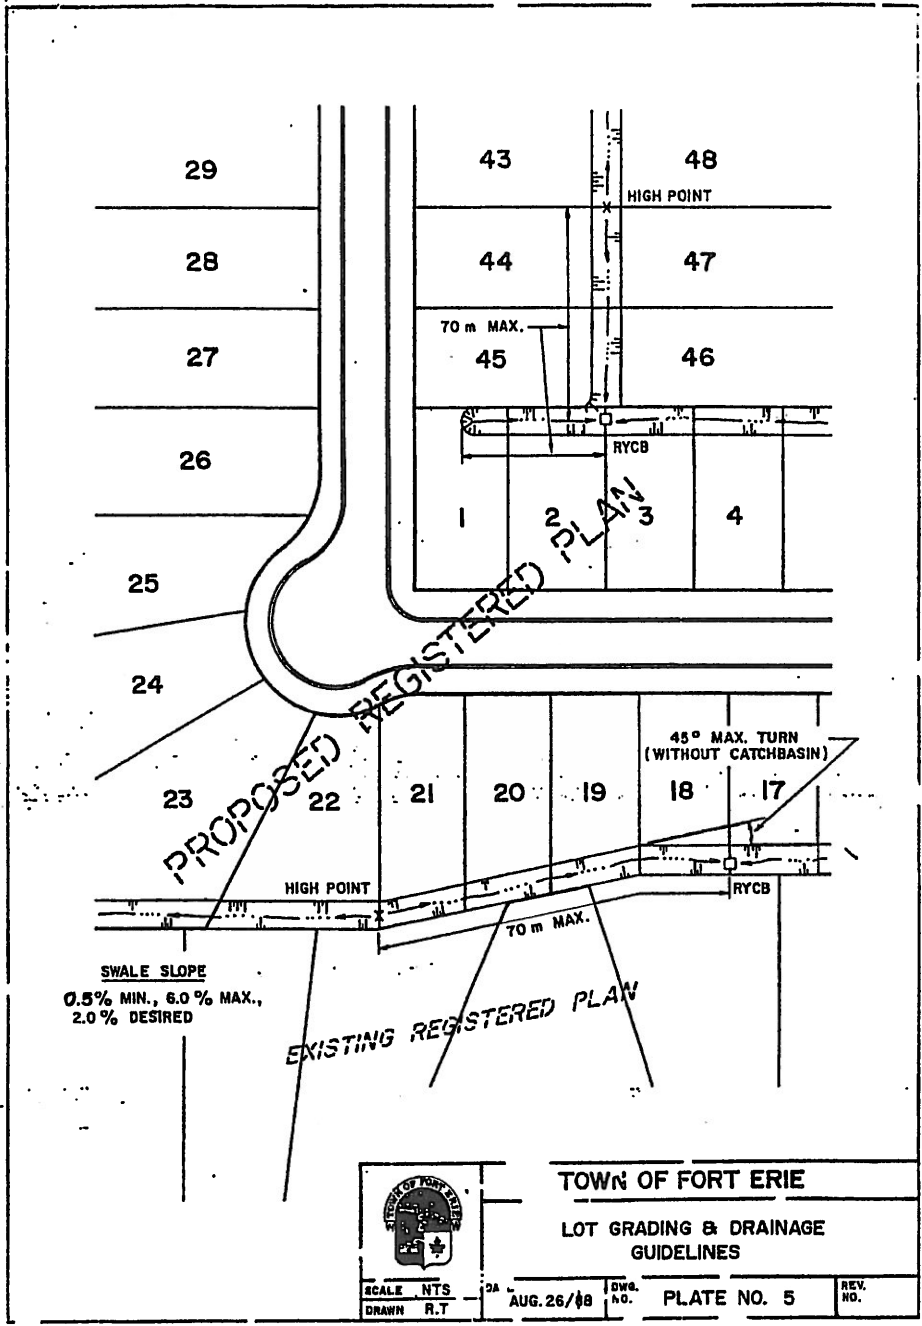 29
43
48
HIGH POINT
28
44
47
70 m MAX.
27
45
46
26
RYCB
1
2
3
4
25
24
PROPOSED REGISTERED PLAN
45° MAX. TURN
(WITHOUT CATCHBASIN)
23
22
21
20
19
18
17
HIGH POINT
RYCB
70 m MAX.
SWALE SLOPE
0.5% MIN., 6.0% MAX.,
2.0% DESIRED
EXISTING REGISTERED PLAN
TOWN OF FORT ERIE
TOWN OF FORT ERIE
LOT GRADING & DRAINAGE
GUIDELINES
SCALE NTS
DRAWN R.T
AUG.26/88
DWG. NO. PLATE NO. 5
REV. NO.